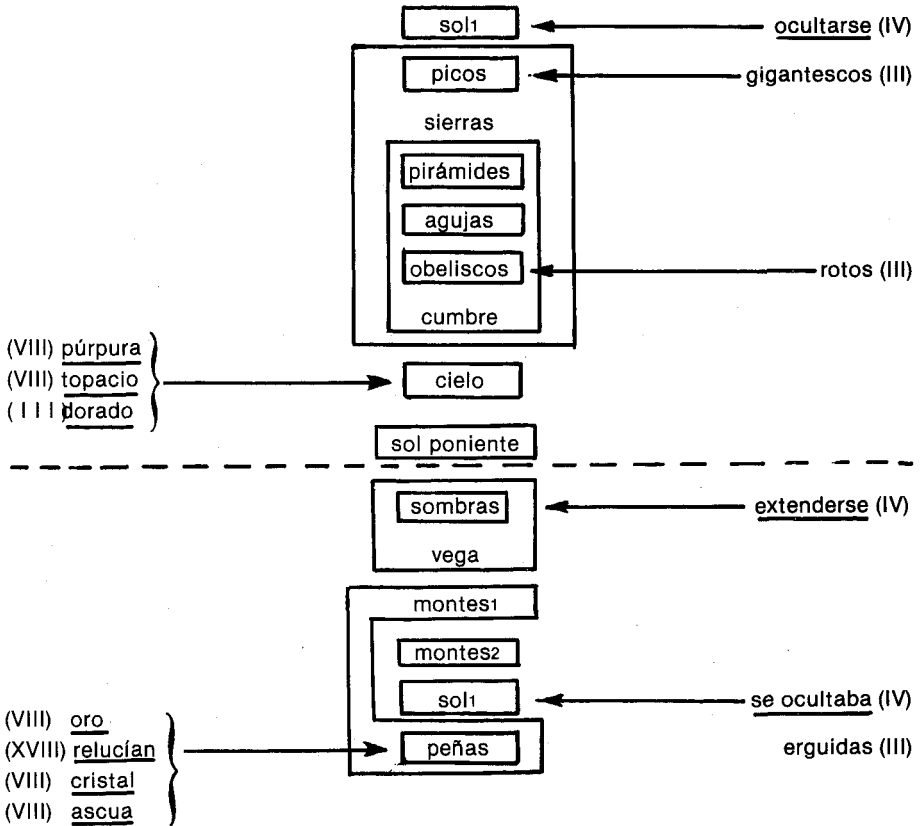 sol1 ocultarse (IV)
picos gigantescos (III)
sierras
pirámides
agujas
obeliscos rotos (III)
cumbre
(VIII) púrpura
(VIII) topacio cielo
(III) dorado
sol poniente
sombras extenderse (IV)
vega
montes1
montes2
sol1 se ocultaba (IV)
(VIII) oro
(XVIII) relucían peñas erguidas (III)
(VIII) cristal
(VIII) ascua